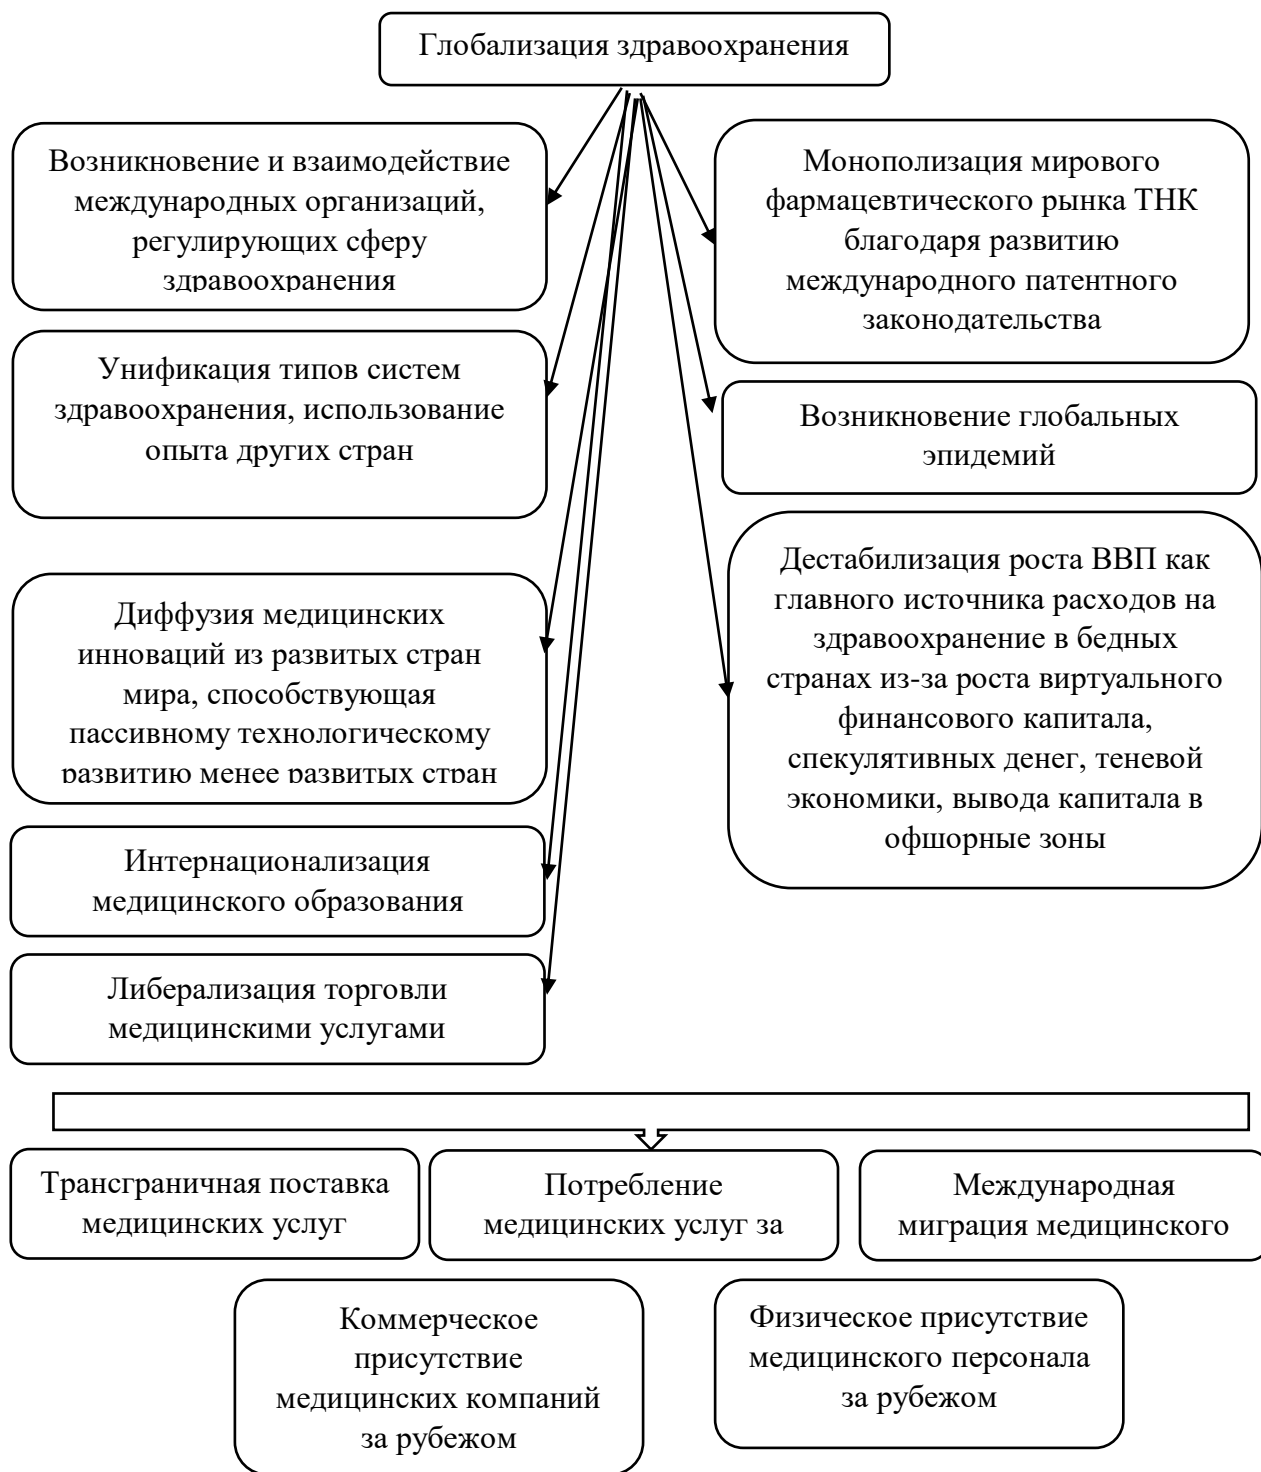 Глобализация здравоохранения
Возникновение и взаимодействие
международных организаций,
регулирующих сферу
здравоохранения
Унификация типов систем
здравоохранения, использование
опыта других стран
Диффузия медицинских
инноваций из развитых стран
мира, способствующая
пассивному технологическому
развитию менее развитых стран
Интернационализация
медицинского образования
Либерализация торговли
медицинскими услугами
Монополизация мирового
фармацевтического рынка ТНК
благодаря развитию
международного патентного
законодательства
Возникновение глобальных
эпидемий
Дестабилизация роста ВВП как
главного источника расходов на
здравоохранение в бедных
странах из-за роста виртуального
финансового капитала,
спекулятивных денег, теневой
экономики, вывода капитала в
офшорные зоны
Трансграничная поставка
медицинских услуг
Потребление
медицинских услуг за
Международная
миграция медицинского
Коммерческое
присутствие
медицинских компаний
за рубежом
Физическое присутствие
медицинского персонала
за рубежом